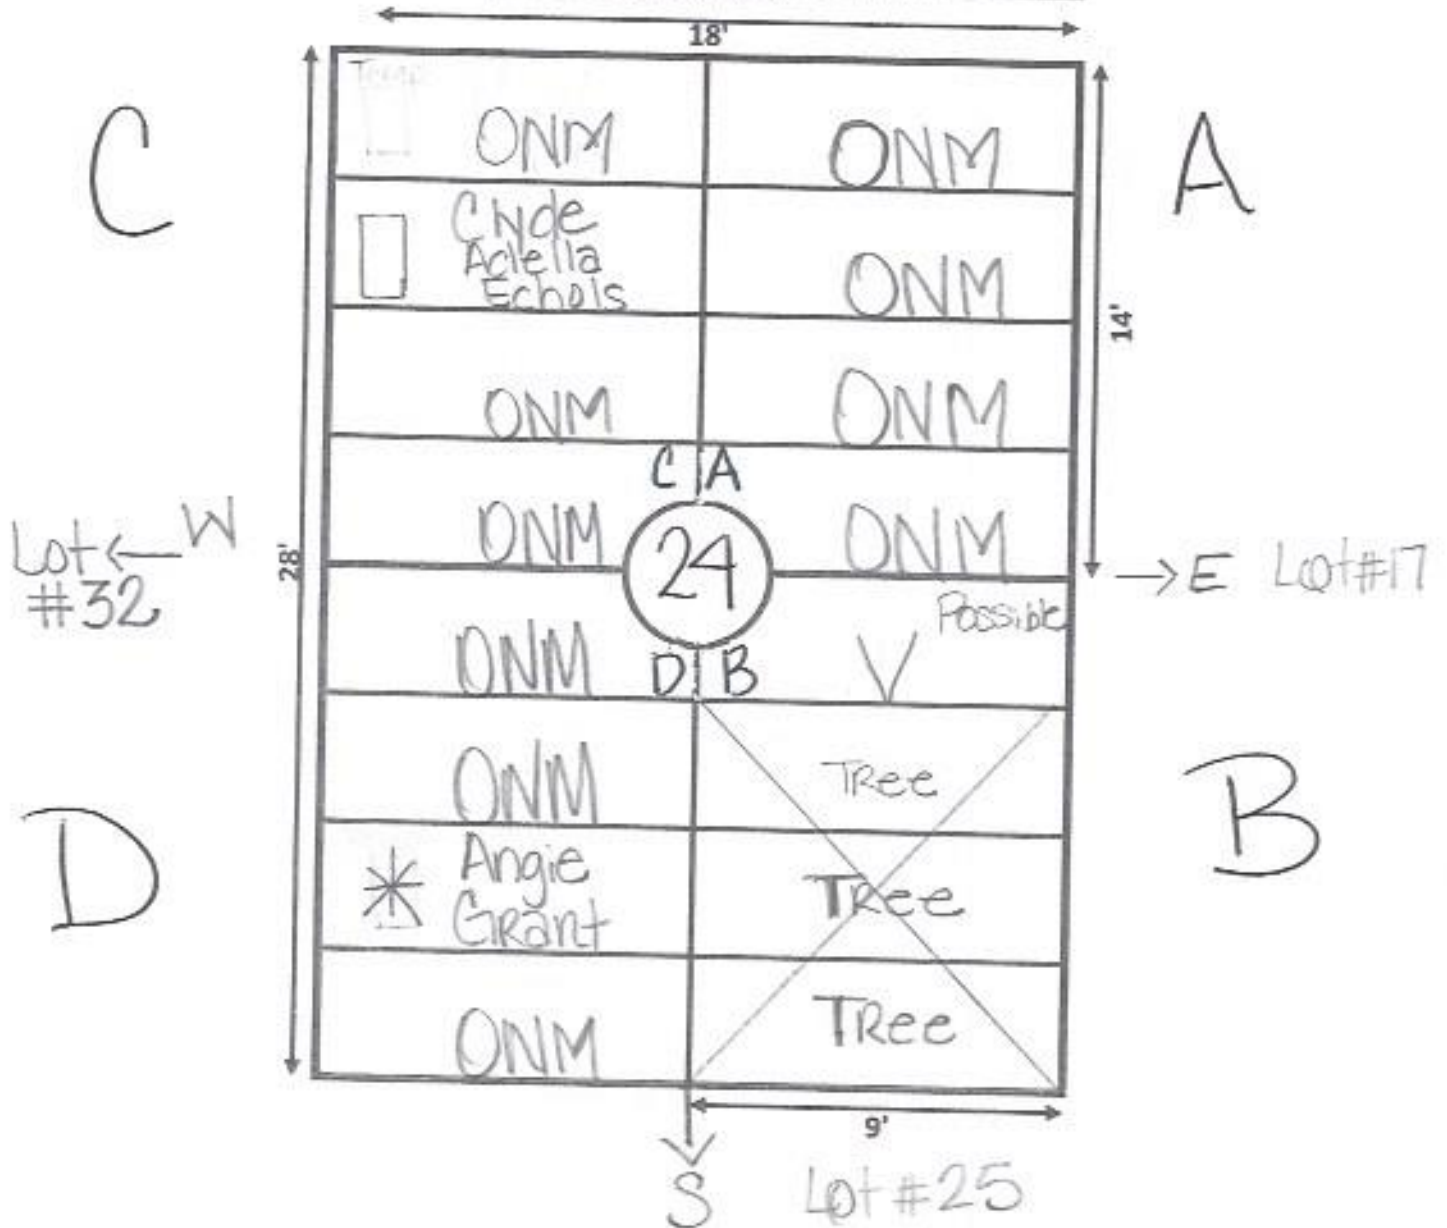 18'
C
Temp
ONM
ONM
A
Clyde
Adella
Echols
ONM
14'
ONM
ONM
C A
W
Lot
#32
28'
ONM
24
ONM
E Lot #17
Possible
ONM
D B
V
ONM
Tree
D
B
Angie
Grant
Tree
ONM
Tree
9'
S
Lot #25